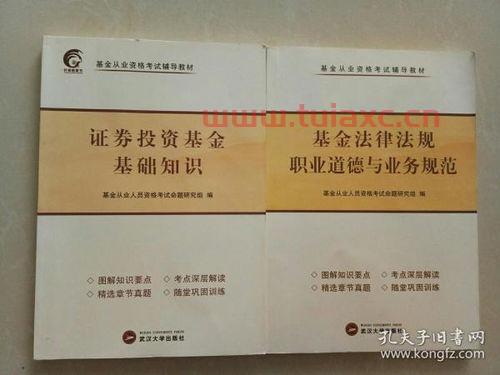 基金从业资格考试辅导教材
证券投资基金
基础知识
基金从业人员资格考试命题研究组 编
◇图解知识要点 ◇考点深层解读
◇精选章节真题 ◇随堂巩固训练
WUHAN UNIVERSITY PRESS
武汉大学出版社
基金从业资格考试辅导教材
基金法律法规
职业道德与业务规范
基金从业人员资格考试命题研究组 编
◇图解知识要点 ◇考点深层解读
◇精选章节真题 ◇随堂巩固训练
WUHAN UNIVERSITY PRESS
武汉大学出版社
www.tuiaxc.cn
孔夫子旧书网
www.kongfz.com